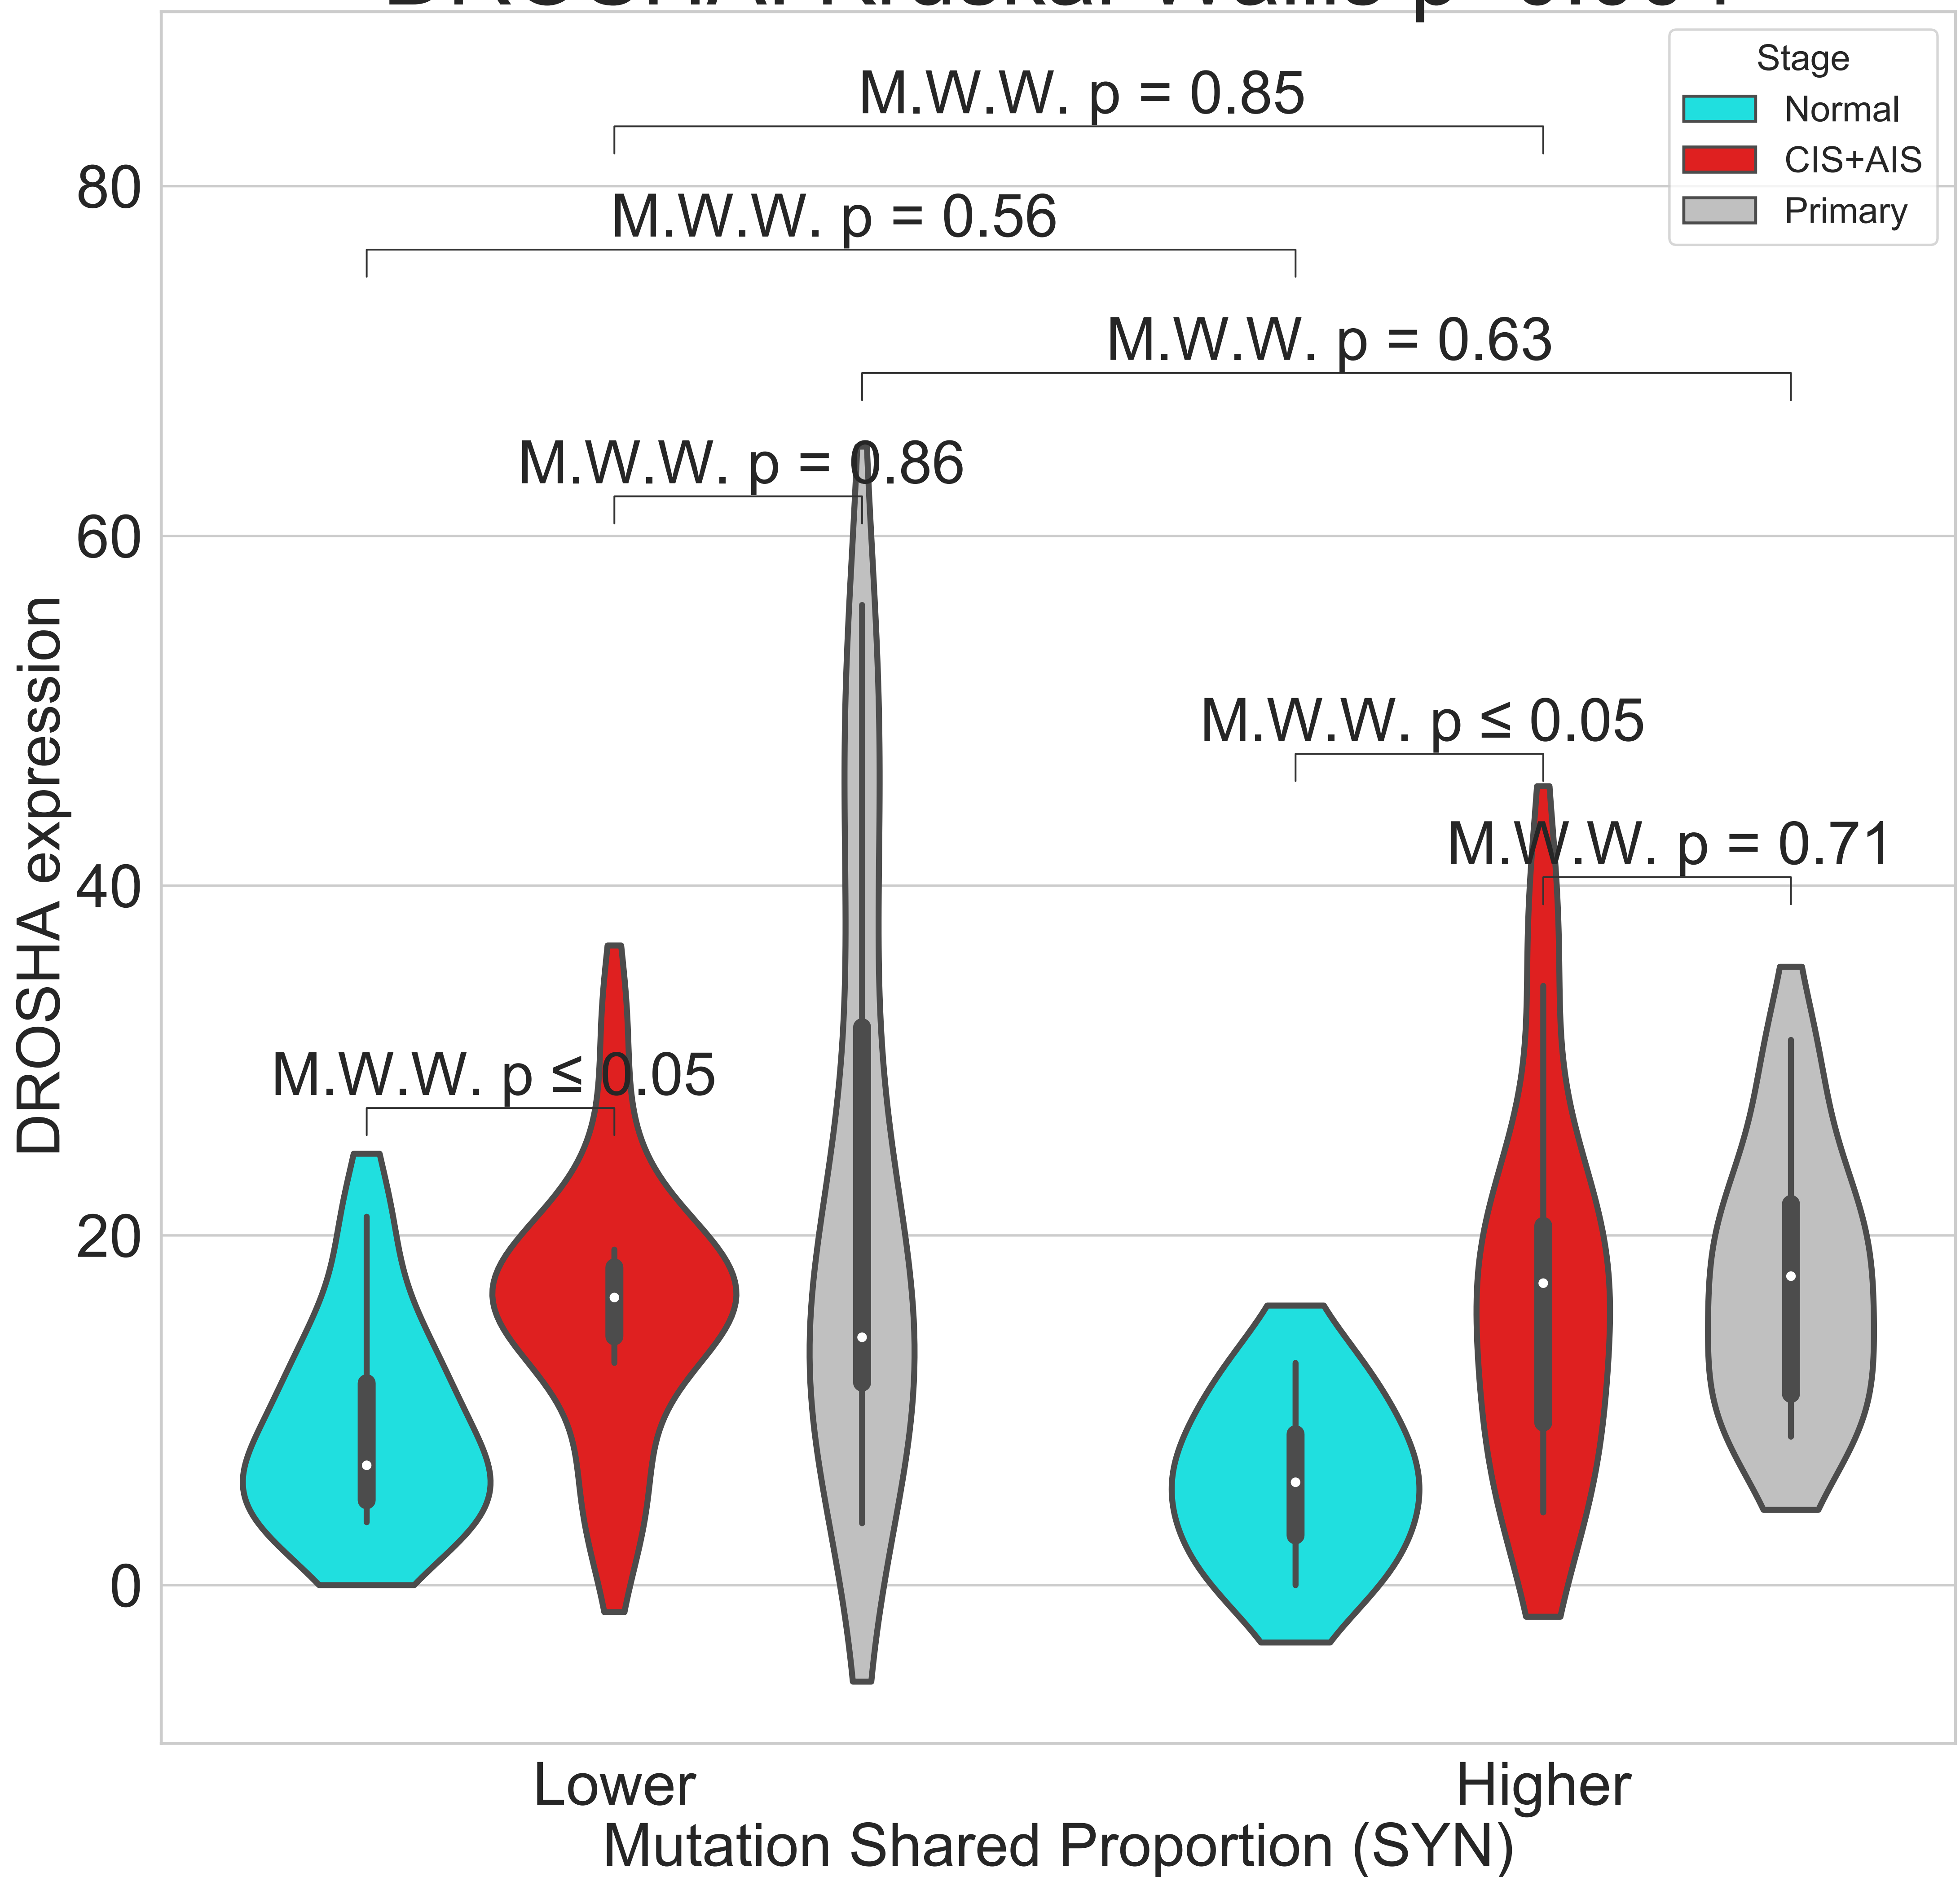 Stage
Normal
CIS+AIS
Primary
M.W.W. p = 0.85
80
M.W.W. p = 0.56
M.W.W. p = 0.63
M.W.W. p = 0.86
60
M.W.W. p ≤ 0.05
M.W.W. p = 0.71
40
M.W.W. p ≤ 0.05
20
0
DROSHA expression
Lower
Higher
Mutation Shared Proportion (SYN)